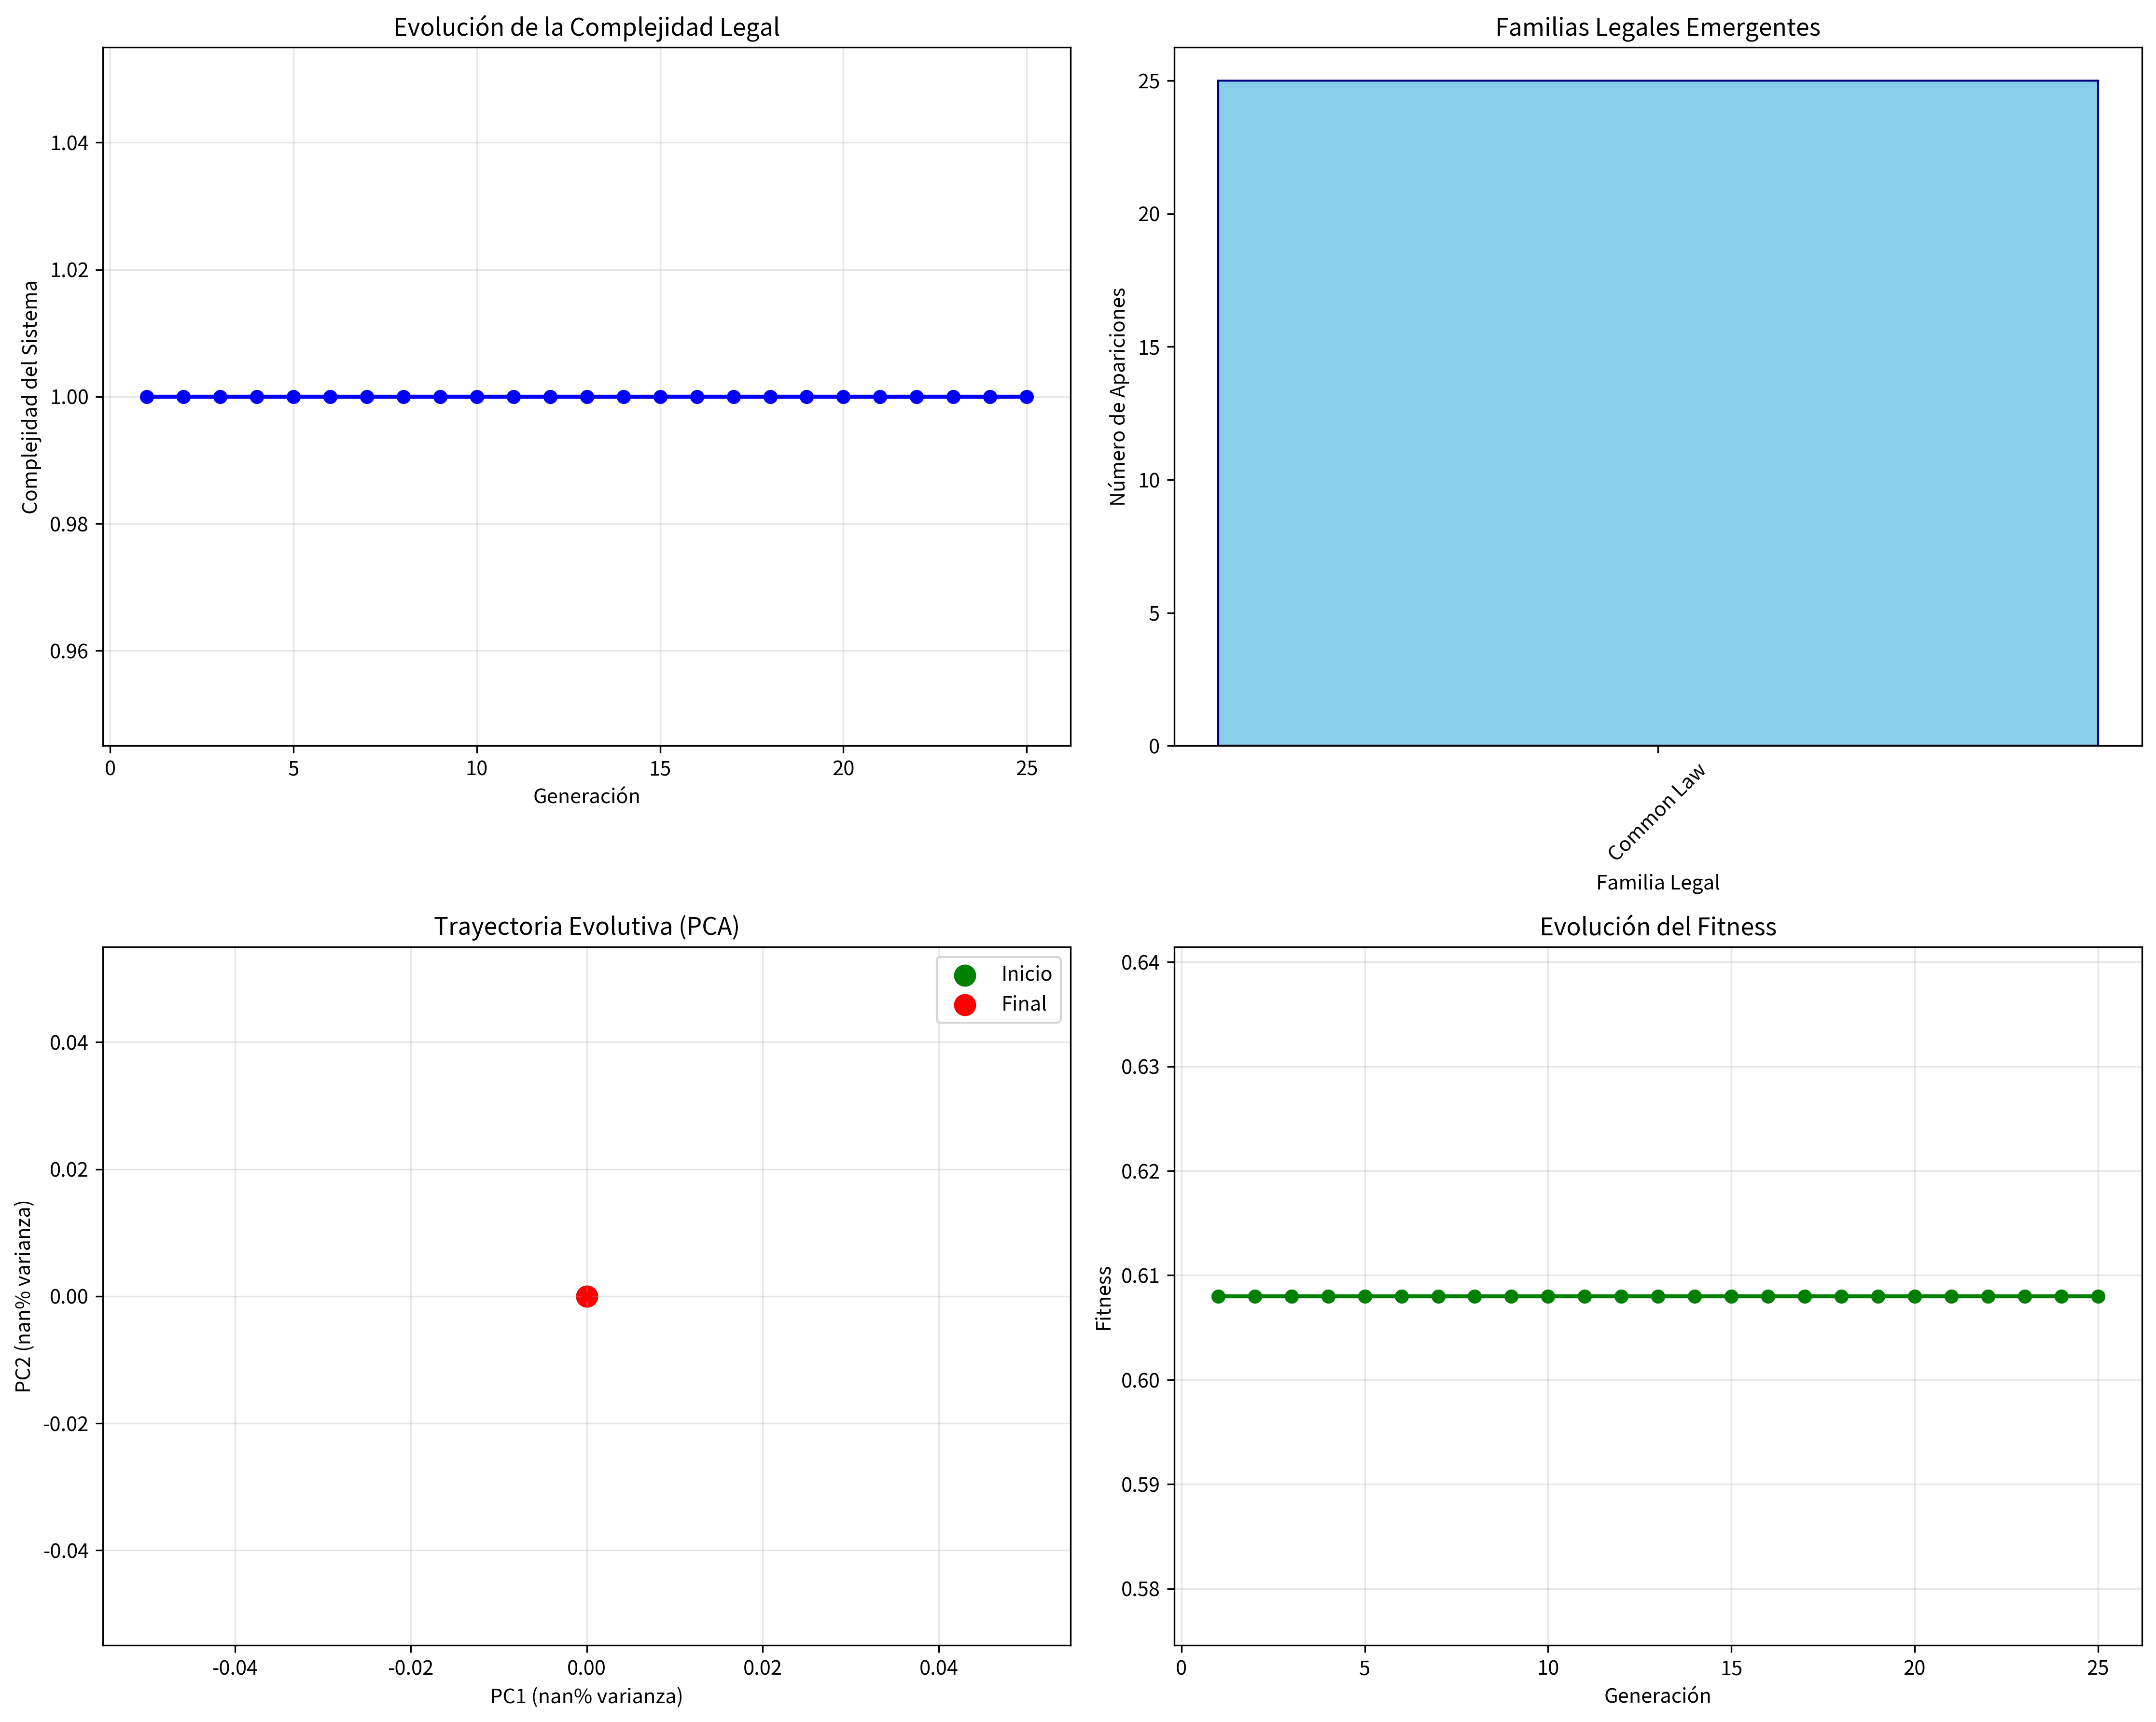 Evolución de la Complejidad Legal
Complejidad del Sistema
1.04
1.02
1.00
0.98
0.96
0 5 10 15 20 25
Generación
Familias Legales Emergentes
Número de Apariciones
25
20
15
10
5
0
Common Law
Familia Legal
Trayectoria Evolutiva (PCA)
Inicio
Final
PC2 (nan% varianza)
0.04
0.02
0.00
-0.02
-0.04
-0.04 -0.02 0.00 0.02 0.04
PC1 (nan% varianza)
Evolución del Fitness
Fitness
0.64
0.63
0.62
0.61
0.60
0.59
0.58
0 5 10 15 20 25
Generación